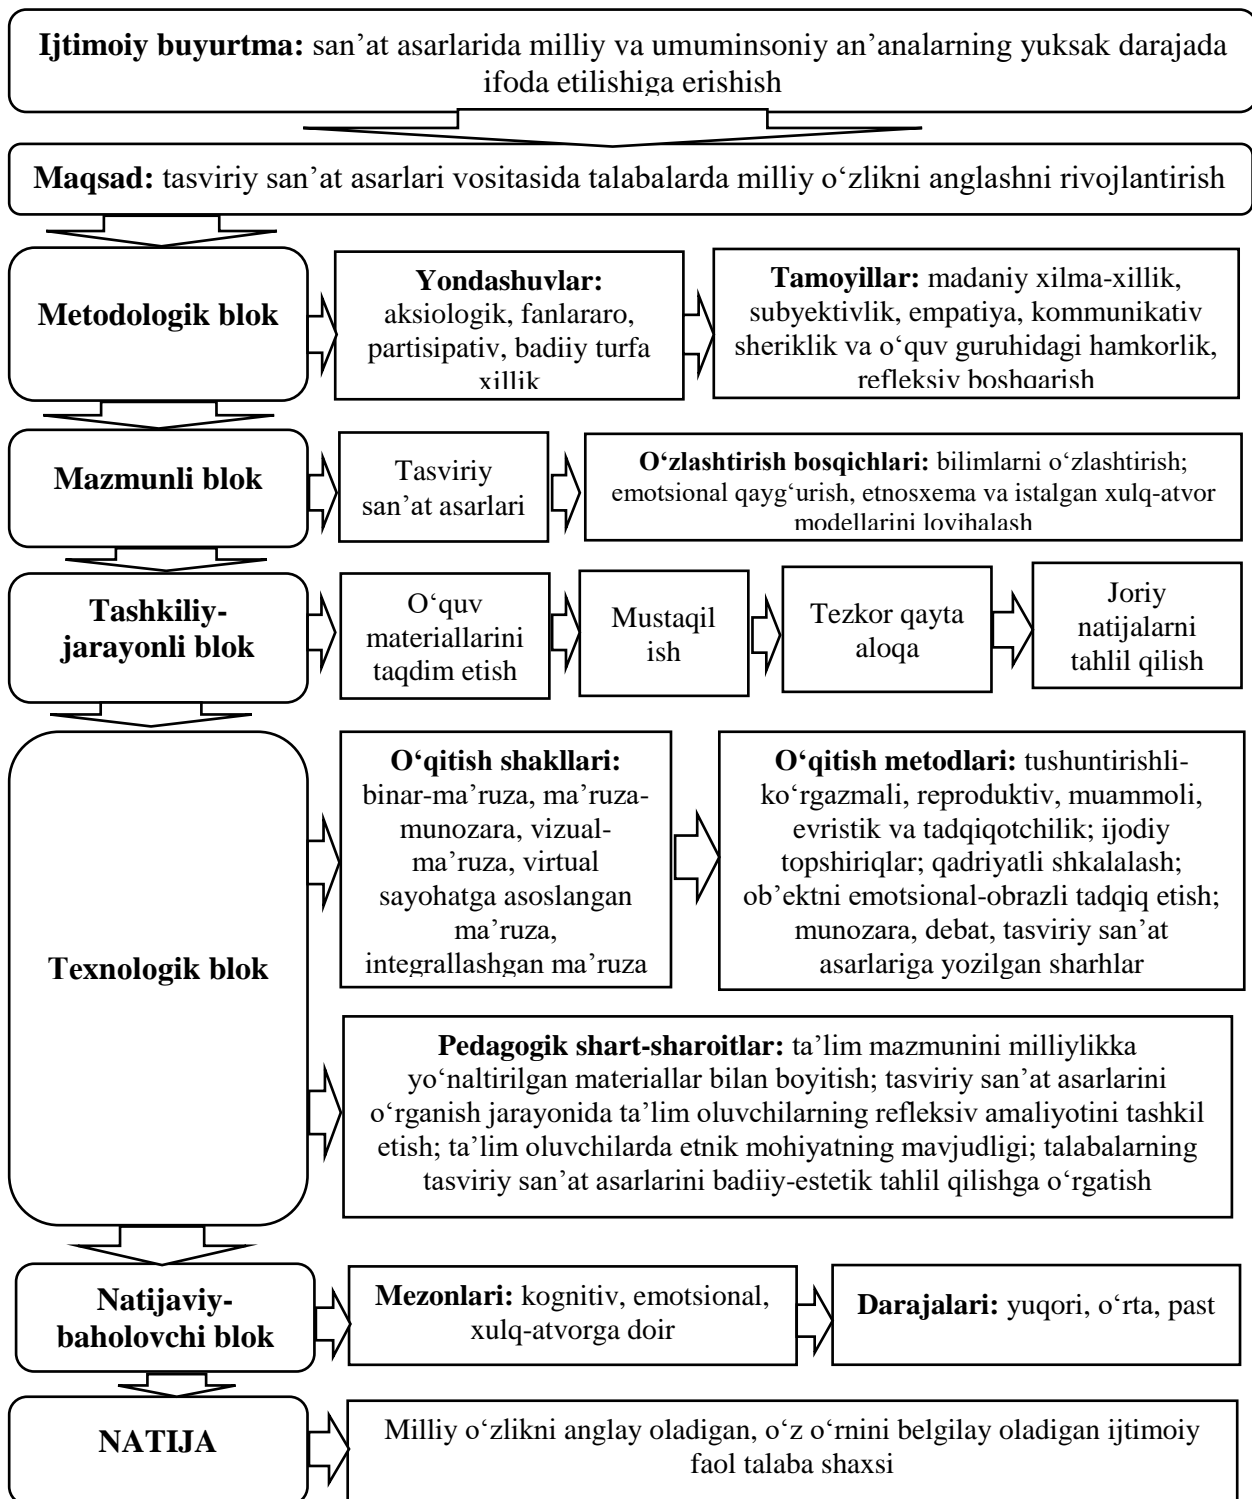 Ijtimoiy buyurtma: san’at asarlarida milliy va umuminsoniy an’analarning yuksak darajada
ifoda etilishiga erishish
Maqsad: tasviriy san’at asarlari vositasida talabalarda milliy o‘zlikni anglashni rivojlantirish
Metodologik blok
Yondashuvlar:
aksiologik, fanlararo,
partisipativ, badiiy turfa
xillik
Tamoyillar: madaniy xilma-xillik,
subyektivlik, empatiya, kommunikativ
sheriklik va o‘quv guruhidagi hamkorlik,
refleksiv boshqarish
Mazmunli blok
Tasviriy
san’at asarlari
O‘zlashtirish bosqichlari: bilimlarni o‘zlashtirish;
emotsional qayg‘urish, etnosxema va istalgan xulq-atvor
modellarini loyihalash
Tashkiliy-
jarayonli blok
O‘quv
materiallarini
taqdim etish
Mustaqil
ish
Tezkor qayta
aloqa
Joriy
natijalarni
tahlil qilish
Texnologik blok
O‘qitish shakllari:
binar-ma’ruza, ma’ruza-
munozara, vizual-
ma’ruza, virtual
sayohatga asoslangan
ma’ruza,
integrallashgan ma’ruza
O‘qitish metodlari: tushuntirishli-
ko‘rgazmali, reproduktiv, muammoli,
evristik va tadqiqotchilik; ijodiy
topshiriqlar; qadriyatli shkalalash;
ob’ektni emotsional-obrazli tadqiq etish;
munozara, debat, tasviriy san’at
asarlariga yozilgan sharhlar
Pedagogik shart-sharoitlar: ta’lim mazmunini milliylikka
yo‘naltirilgan materiallar bilan boyitish; tasviriy san’at asarlarini
o‘rganish jarayonida ta’lim oluvchilarning refleksiv amaliyotini tashkil
etish; ta’lim oluvchilarda etnik mohiyatning mavjudligi; talabalarning
tasviriy san’at asarlarini badiiy-estetik tahlil qilishga o‘rgatish
Natijaviy-
baholovchi blok
Mezonlari: kognitiv, emotsional,
xulq-atvorga doir
Darajalari: yuqori, o‘rta, past
NATIJA
Milliy o‘zlikni anglay oladigan, o‘z o‘rnini belgilay oladigan ijtimoiy
faol talaba shaxsi